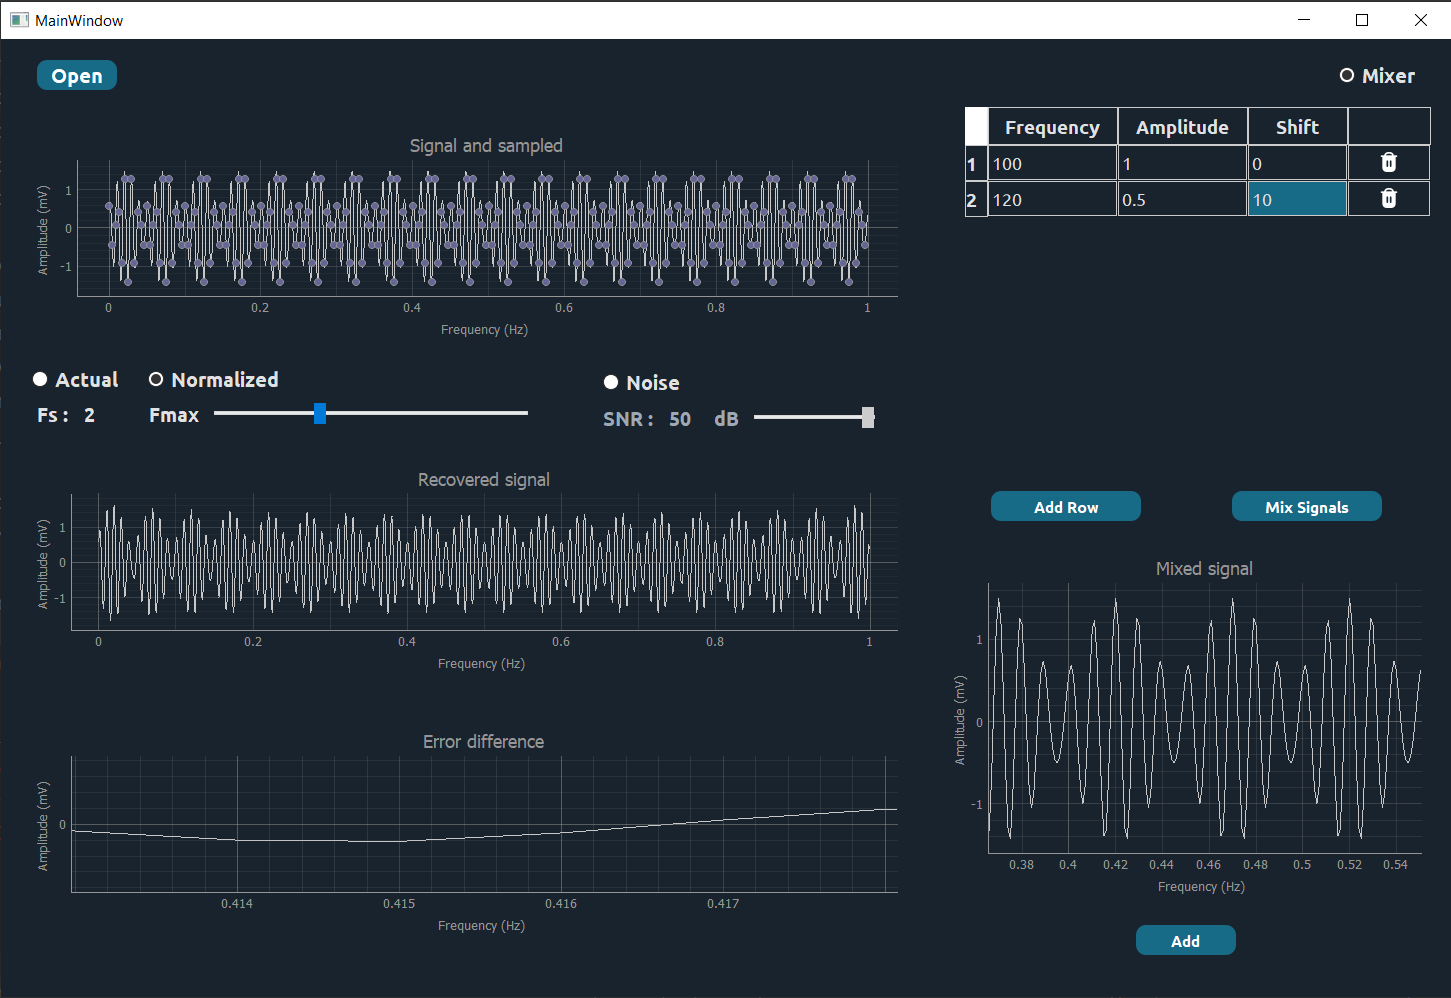 MainWindow
Open
Mixer
Frequency Amplitude Shift
1 100 1 0
2 120 0.5 10
Signal and sampled
Amplitude (mV)
1
0
-1
0 0.2 0.4 0.6 0.8 1
Frequency (Hz)
Actual Normalized
Fs : 2 Fmax
Noise
SNR : 50 dB
Recovered signal
Amplitude (mV)
1
0
-1
0 0.2 0.4 0.6 0.8 1
Frequency (Hz)
Error difference
Amplitude (mV)
0
0.414 0.415 0.416 0.417
Frequency (Hz)
Add Row Mix Signals
Mixed signal
Amplitude (mV)
1
0
-1
0.38 0.4 0.42 0.44 0.46 0.48 0.5 0.52 0.54
Frequency (Hz)
Add